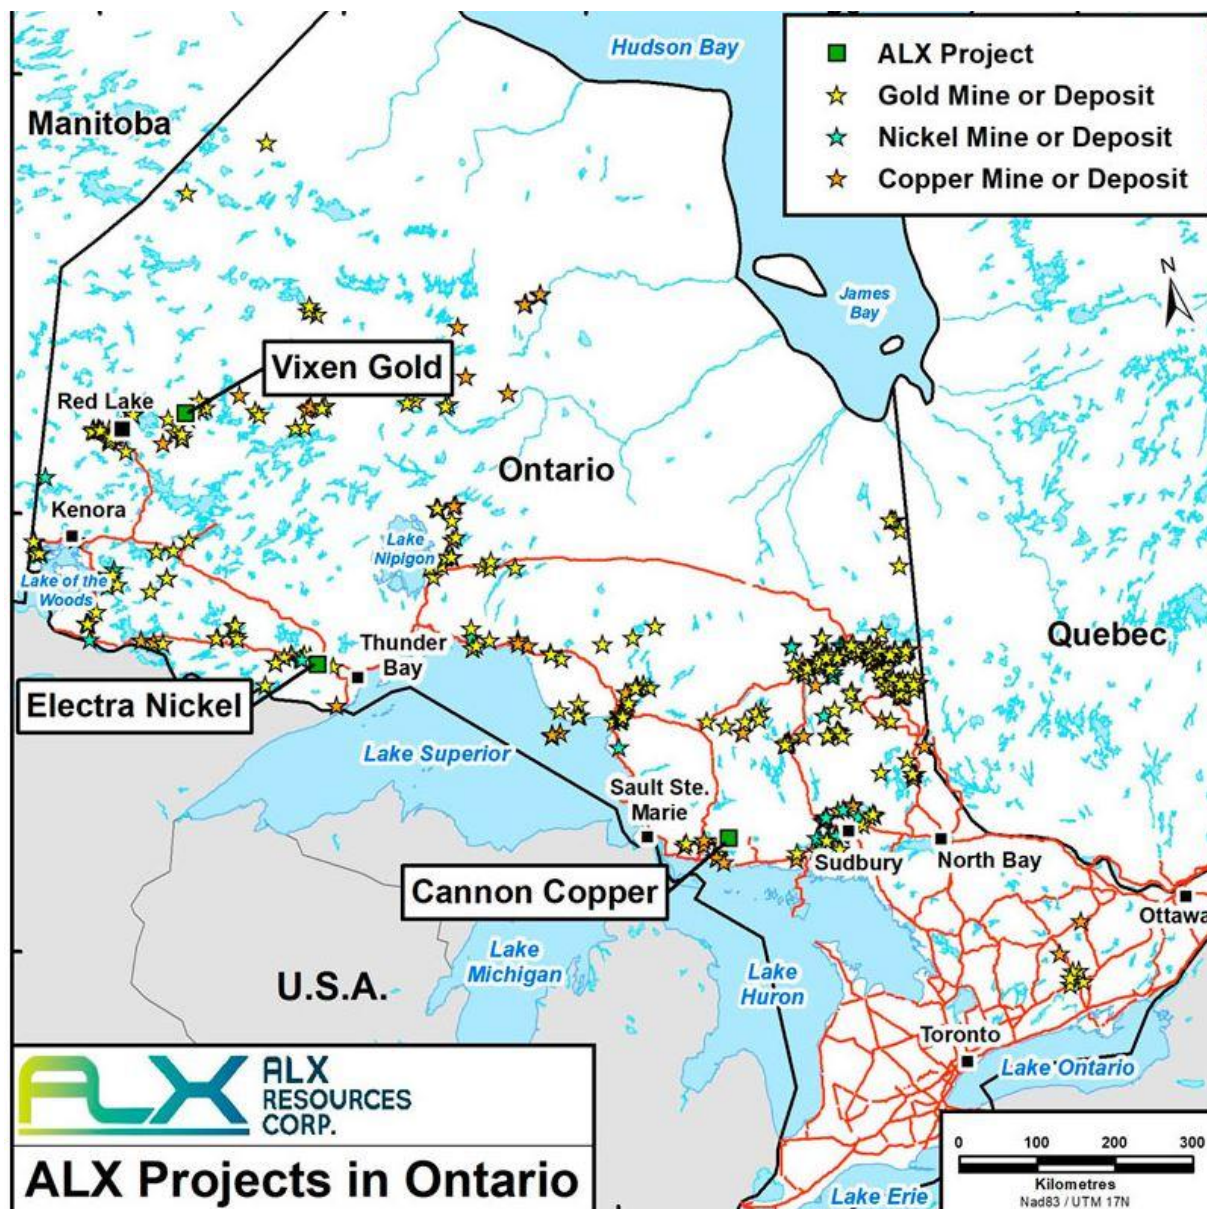 Hudson Bay
ALX Project
Gold Mine or Deposit
Nickel Mine or Deposit
Copper Mine or Deposit
Manitoba
N
James
Bay
Vixen Gold
Red Lake
Ontario
Kenora
Lake
Nipigon
Lake of the
Woods
Quebec
Thunder
Bay
Electra Nickel
Lake Superior
Sault Ste.
Marie
Sudbury
North Bay
Cannon Copper
Ottawa
Lake
Michigan
Lake
Huron
U.S.A.
Toronto
Lake Ontario
ALX
ALX
RESOURCES
CORP.
ALX Projects in Ontario
0 100 200 300
Kilometres
Nad83 / UTM 17N
Lake Erie